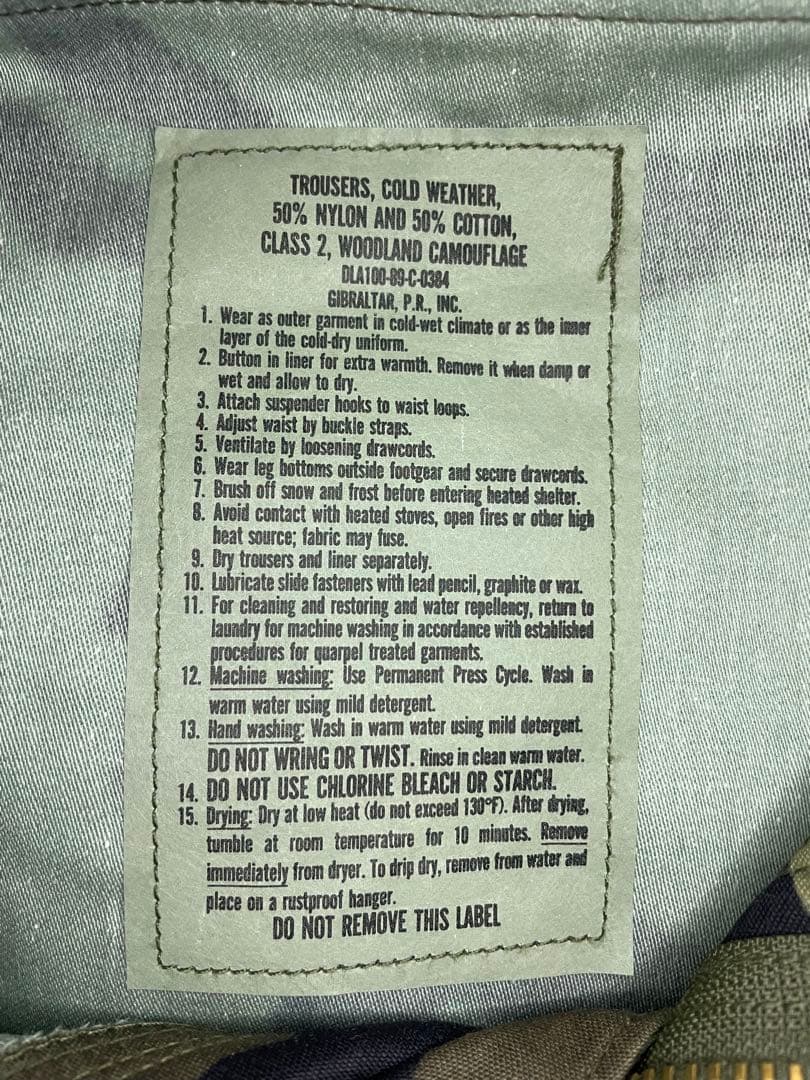 TROUSERS, COLD WEATHER,
50% NYLON AND 50% COTTON,
CLASS 2, WOODLAND CAMOUFLAGE
DLA100-89-C-0384
GIBRALTAR, P.R., INC.
1. Wear as outer garment in cold-wet climate or as the inner
layer of the cold-dry uniform.
2. Button in liner for extra warmth. Remove it when damp or
wet and allow to dry.
3. Attach suspender hooks to waist loops.
4. Adjust waist by buckle straps.
5. Ventilate by loosening drawcords.
6. Wear leg bottoms outside footgear and secure drawcords.
7. Brush off snow and frost before entering heated shelter.
8. Avoid contact with heated stoves, open fires or other high
heat source; fabric may fuse.
9. Dry trousers and liner separately.
10. Lubricate slide fasteners with lead pencil, graphite or wax.
11. For cleaning and restoring and water repellency, return to
laundry for machine washing in accordance with established
procedures for quarpel treated garments.
12. Machine washing: Use Permanent Press Cycle. Wash in
warm water using mild detergent.
13. Hand washing: Wash in warm water using mild detergent.
DO NOT WRING OR TWIST. Rinse in clean warm water.
14. DO NOT USE CHLORINE BLEACH OR STARCH.
15. Drying: Dry at low heat (do not exceed 130°F). After drying,
tumble at room temperature for 10 minutes. Remove
immediately from dryer. To drip dry, remove from water and
place on a rustproof hanger.
DO NOT REMOVE THIS LABEL